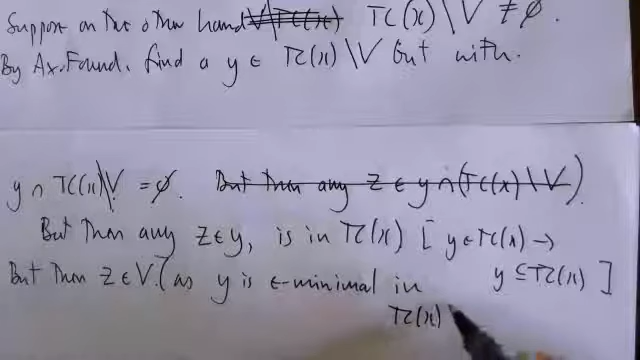 Suppose on the other hand V\TC(x) TC(x)\V ≠ ∅.
By Ax.Found. find a y ∈ TC(x)\V but with.
y ∩ TC(x)\V = ∅. But then any z ∈ y ∩ (TC(x)\V).
But then any z∈y, is in TC(x) [ y∈TC(x) →
But then z∈V. (as y is ∈-minimal in y ⊆ TC(x) ]
TC(x)